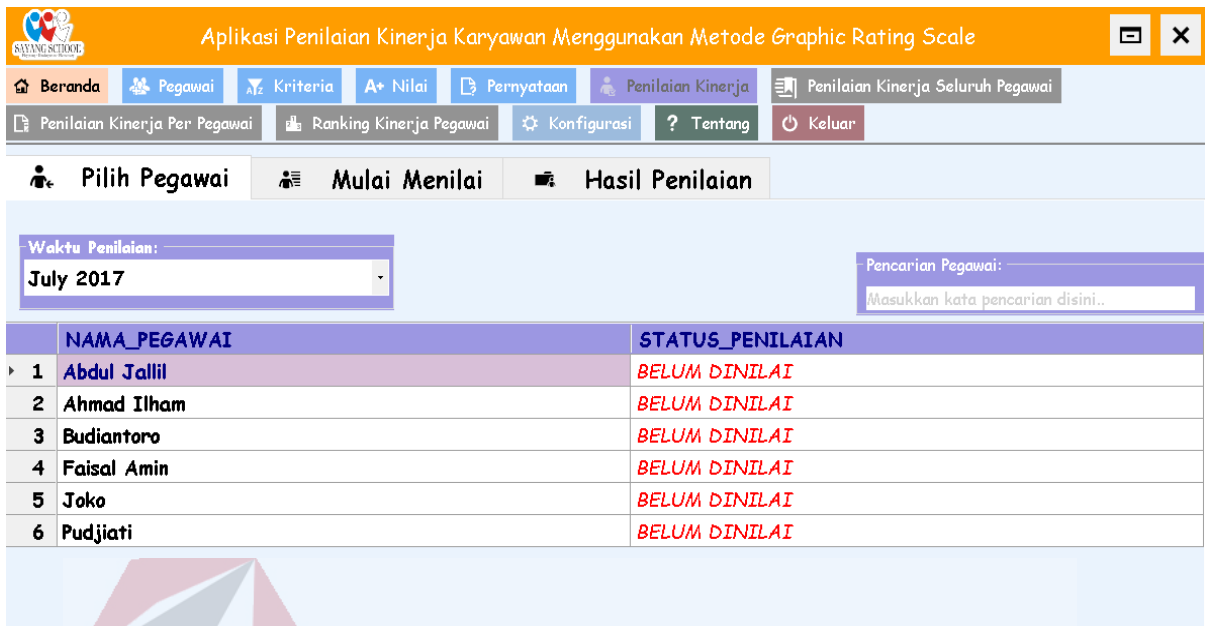 SAYANG SCHOOL
Aplikasi Penilaian Kinerja Karyawan Menggunakan Metode Graphic Rating Scale
Beranda Pegawai Kriteria A+ Nilai Pernyataan Penilaian Kinerja Penilaian Kinerja Seluruh Pegawai
Penilaian Kinerja Per Pegawai Ranking Kinerja Pegawai Konfigurasi ? Tentang Keluar
Pilih Pegawai Mulai Menilai Hasil Penilaian
Waktu Penilaian:
July 2017
Pencarian Pegawai:
Masukkan kata pencarian disini..
NAMA_PEGAWAI STATUS_PENILAIAN
1 Abdul Jallil BELUM DINILAI
2 Ahmad Ilham BELUM DINILAI
3 Budiantoro BELUM DINILAI
4 Faisal Amin BELUM DINILAI
5 Joko BELUM DINILAI
6 Pudjiati BELUM DINILAI